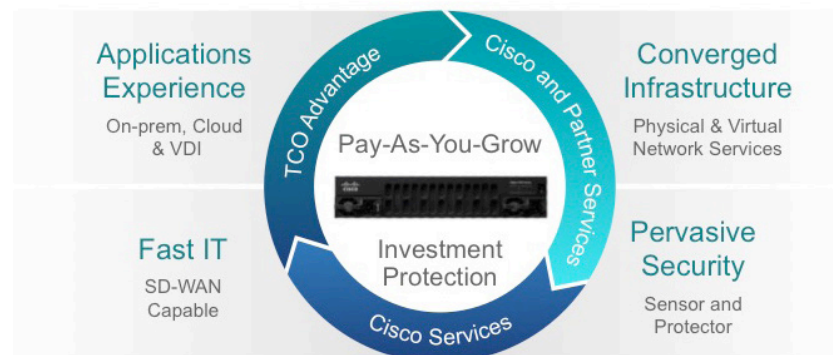 Applications
Experience
On-prem, Cloud
& VDI
TCO Advantage
Cisco and Partner Services
Converged
Infrastructure
Physical & Virtual
Network Services
Pay-As-You-Grow
CISCO
Investment
Protection
Fast IT
SD-WAN
Capable
Cisco Services
Pervasive
Security
Sensor and
Protector